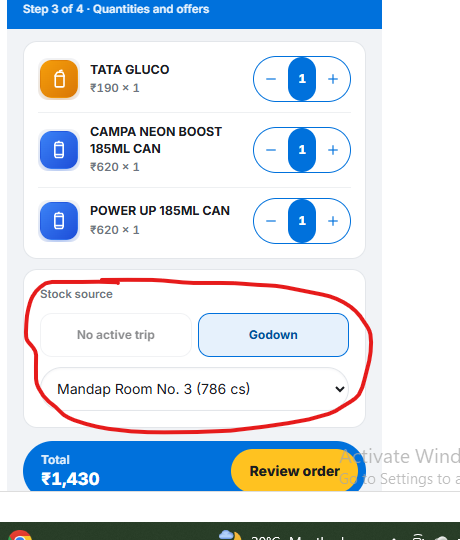 Step 3 of 4 · Quantities and offers
TATA GLUCO
₹190 × 1
− 1 +
CAMPA NEON BOOST
185ML CAN
₹620 × 1
− 1 +
POWER UP 185ML CAN
₹620 × 1
− 1 +
Stock source
No active trip
Godown
Mandap Room No. 3 (786 cs)
Total
₹1,430
Review order
Activate Wind
Go to Settings to a